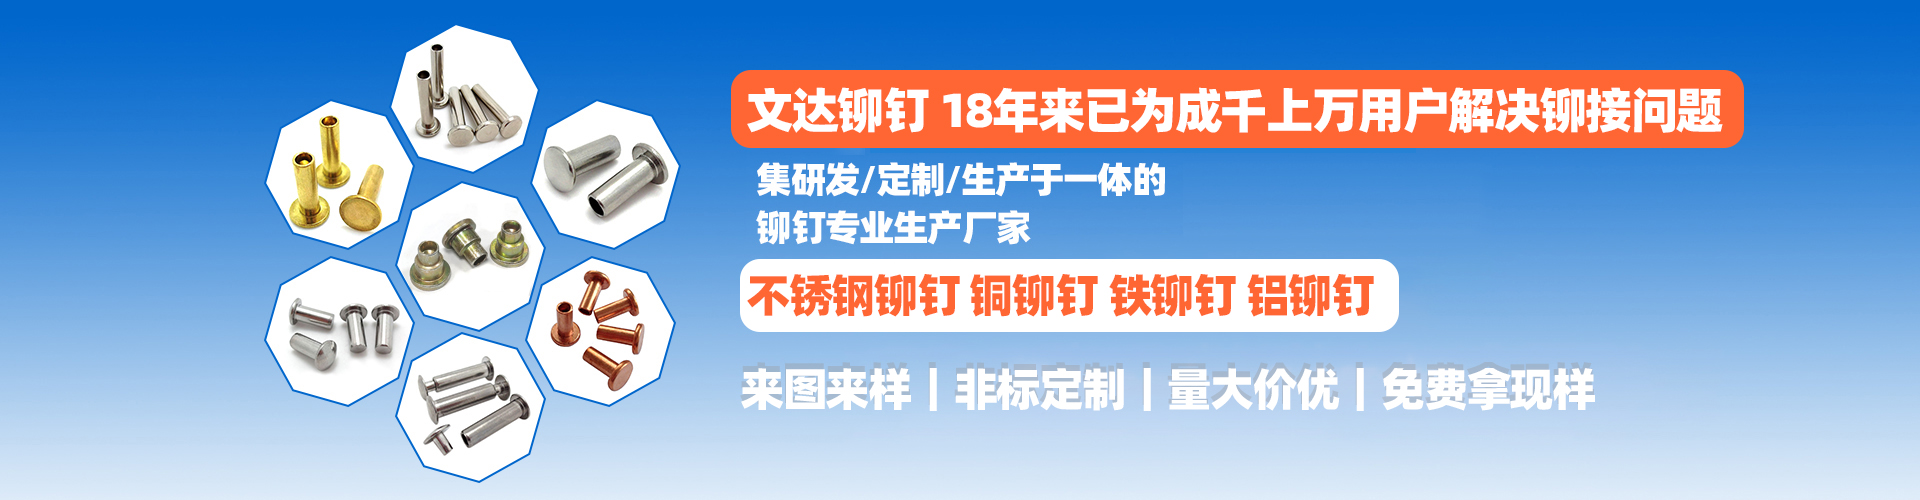 文达铆钉 18年来已为成千上万用户解决铆接问题
集研发/定制/生产于一体的
铆钉专业生产厂家
不锈钢铆钉 铜铆钉 铁铆钉 铝铆钉
来图来样 | 非标定制 | 量大价优 | 免费拿现样